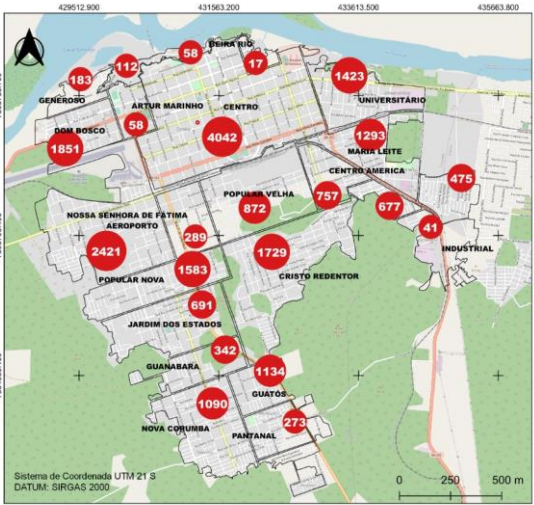 429512.900 431563.200 433613.500 435663.800
BEIRA RIO
58
17
112
183
1423
GENEROSO
ARTUR MARINHO
CENTRO
UNIVERSITÁRIO
DOM BOSCO
58
4042
1293
1851
MARIA LEITE
CENTRO AMERICA
475
POPULAR VELHA
757
677
872
NOSSA SENHORA DE FÁTIMA
AEROPORTO
41
289
2421
1729
INDUSTRIAL
1583
POPULAR NOVA
CRISTO REDENTOR
691
JARDIM DOS ESTADOS
342
GUANABARA
1134
GUATÓS
1090
273
NOVA CORUMBA
PANTANAL
Sistema de Coordenada UTM 21 S
DATUM: SIRGAS 2000
0 250 500 m